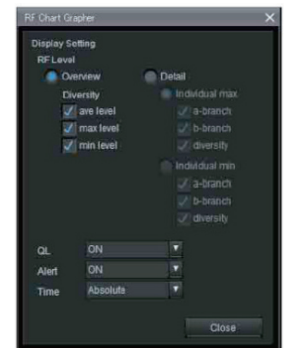 RF Chart Grapher
Display Setting
RF Level
Overview Detail
Diversity Individual max
ave level a-branch
max level b-branch
min level diversity
Individual min
a-branch
b-branch
diversity
QL ON
Alert ON
Time Absolute
Close